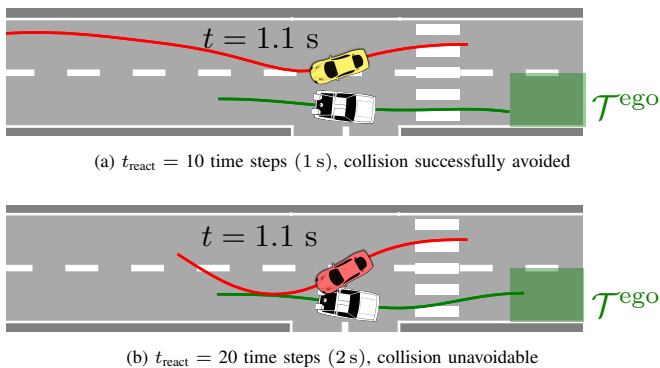 t = 1.1 s
𝒯^ego
(a) t_react = 10 time steps (1 s), collision successfully avoided
t = 1.1 s
𝒯^ego
(b) t_react = 20 time steps (2 s), collision unavoidable